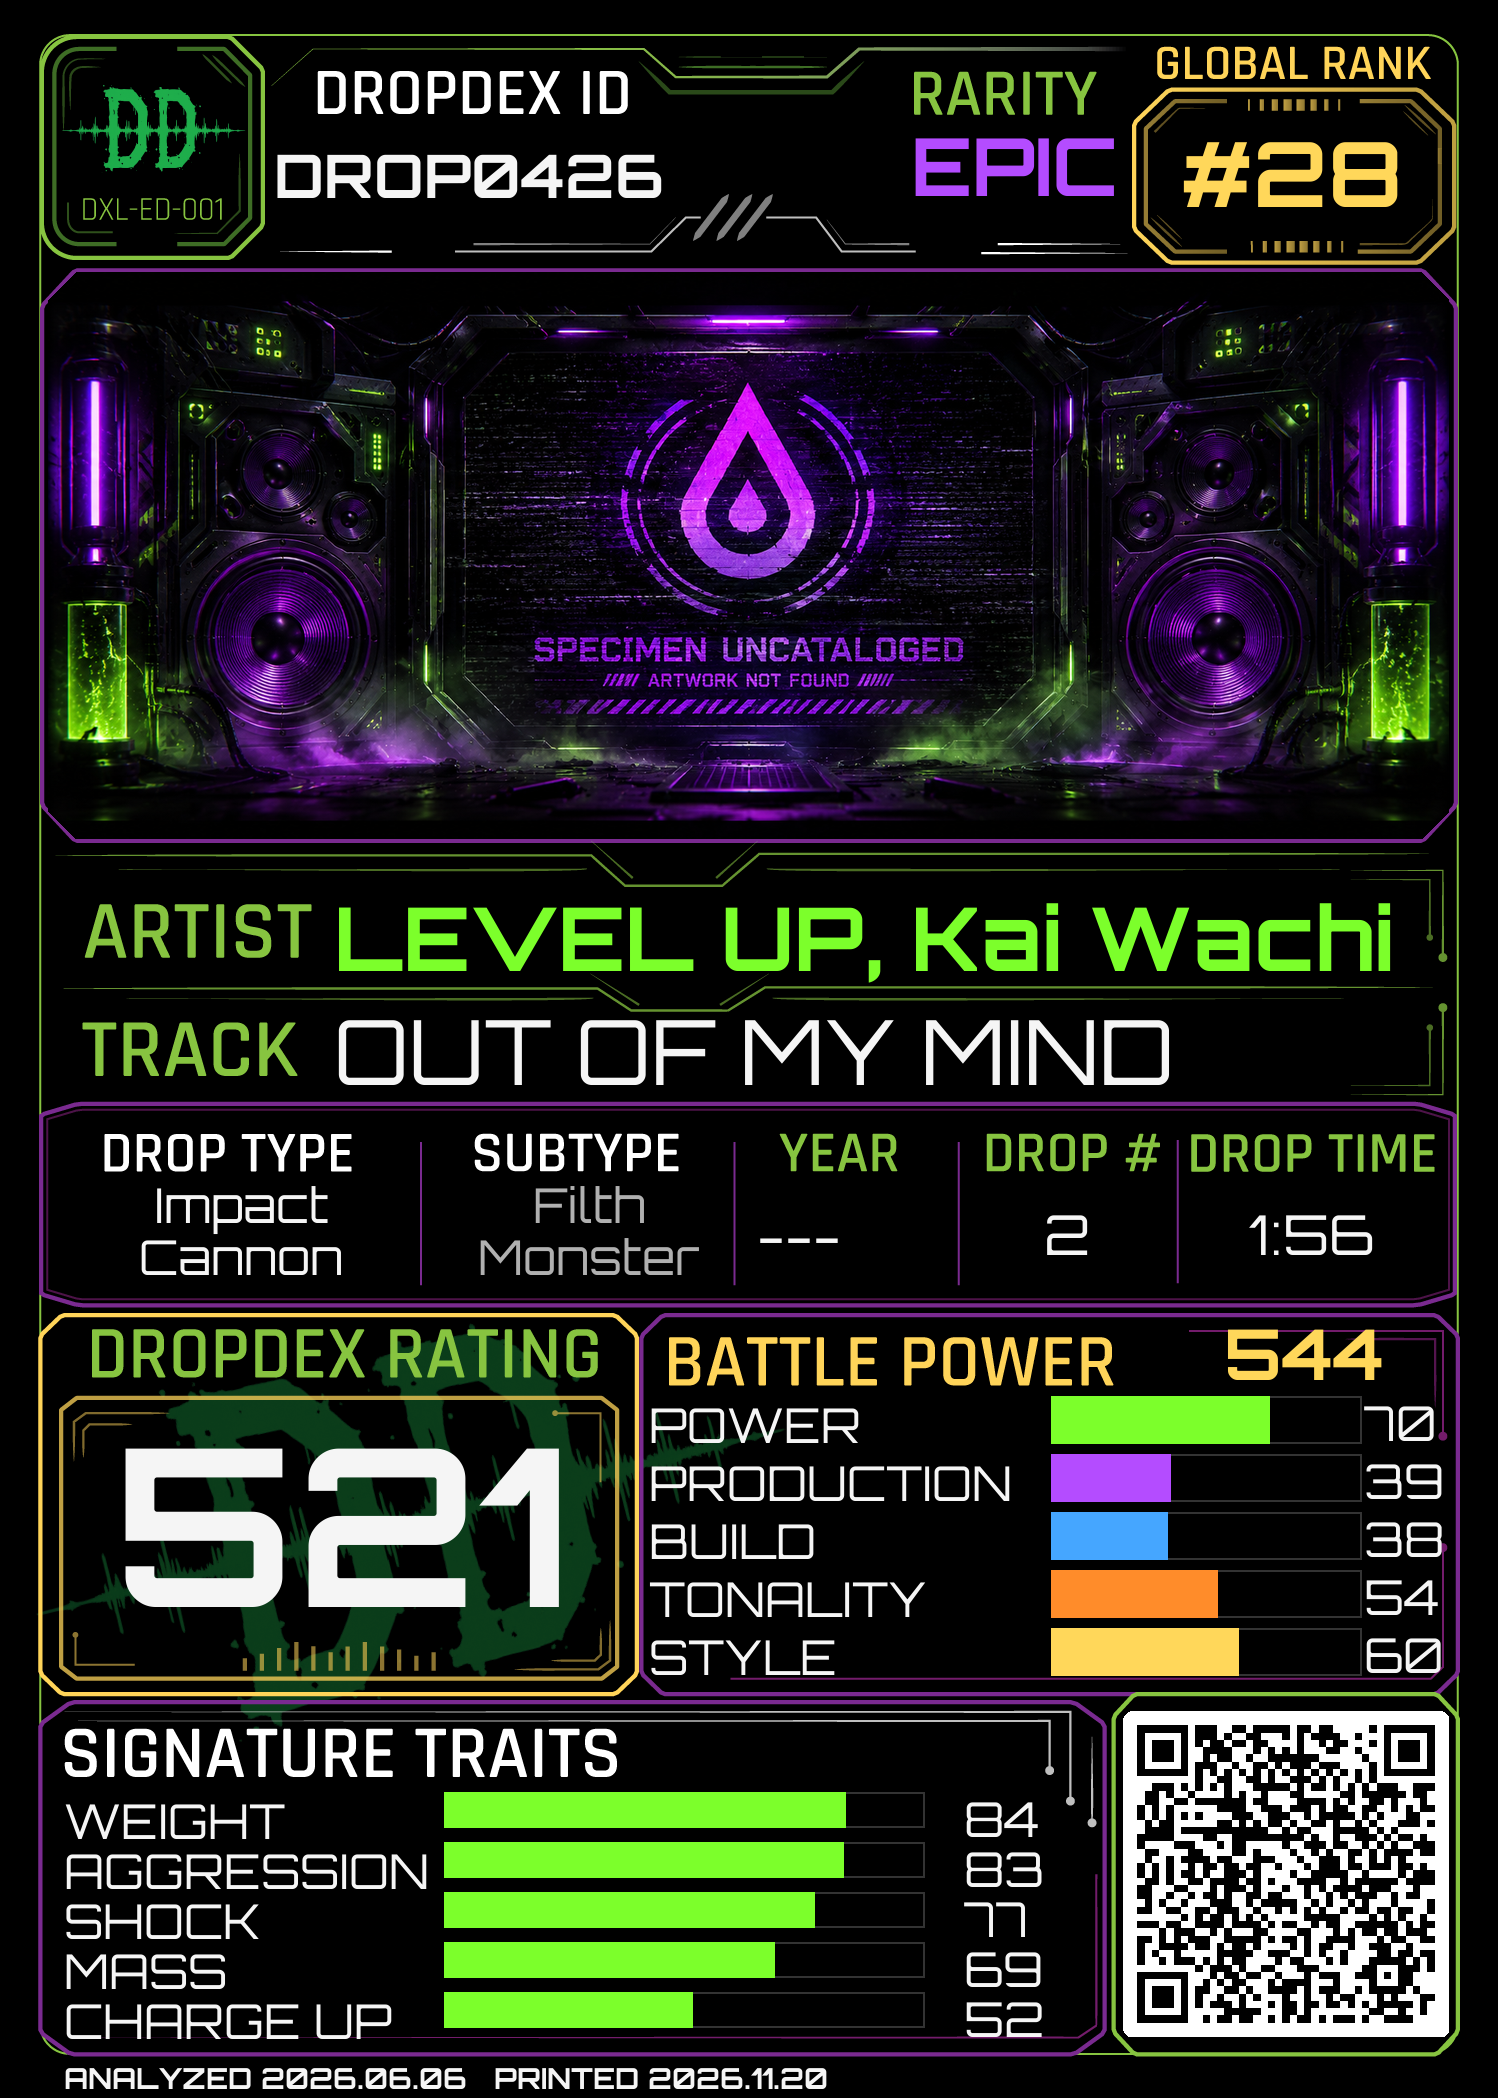 DROPDEX ID
DROP0426
RARITY
EPIC
GLOBAL RANK
#28
DD
DXL-ED-001
SPECIMEN UNCATALOGED
///// ARTWORK NOT FOUND /////
ARTIST LEVEL UP, Kai Wachi
TRACK OUT OF MY MIND
DROP TYPE
Impact
Cannon
SUBTYPE
Filth
Monster
YEAR
---
DROP #
2
DROP TIME
1:56
DROPDEX RATING
521
BATTLE POWER 544
POWER 70
PRODUCTION 39
BUILD 38
TONALITY 54
STYLE 60
SIGNATURE TRAITS
WEIGHT 84
AGGRESSION 83
SHOCK 77
MASS 69
CHARGE UP 52
ANALYZED 2026.06.06 PRINTED 2026.11.20